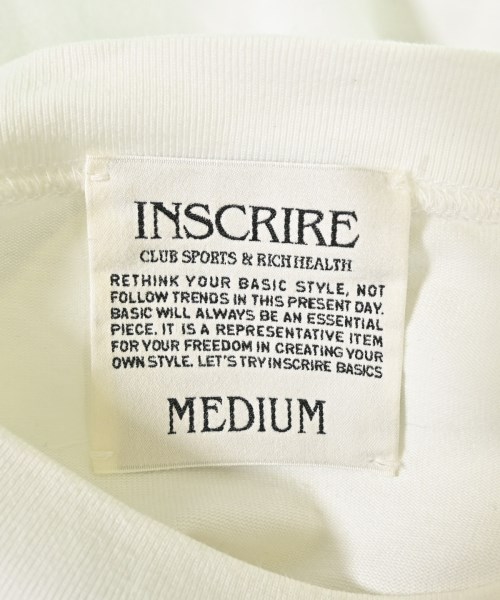 INSCRIRE
CLUB SPORTS & RICH HEALTH
RETHINK YOUR BASIC STYLE, NOT
FOLLOW TRENDS IN THIS PRESENT DAY.
BASIC WILL ALWAYS BE AN ESSENTIAL
PIECE. IT IS A REPRESENTATIVE ITEM
FOR YOUR FREEDOM IN CREATING YOUR
OWN STYLE. LET'S TRY INSCRIRE BASICS
MEDIUM